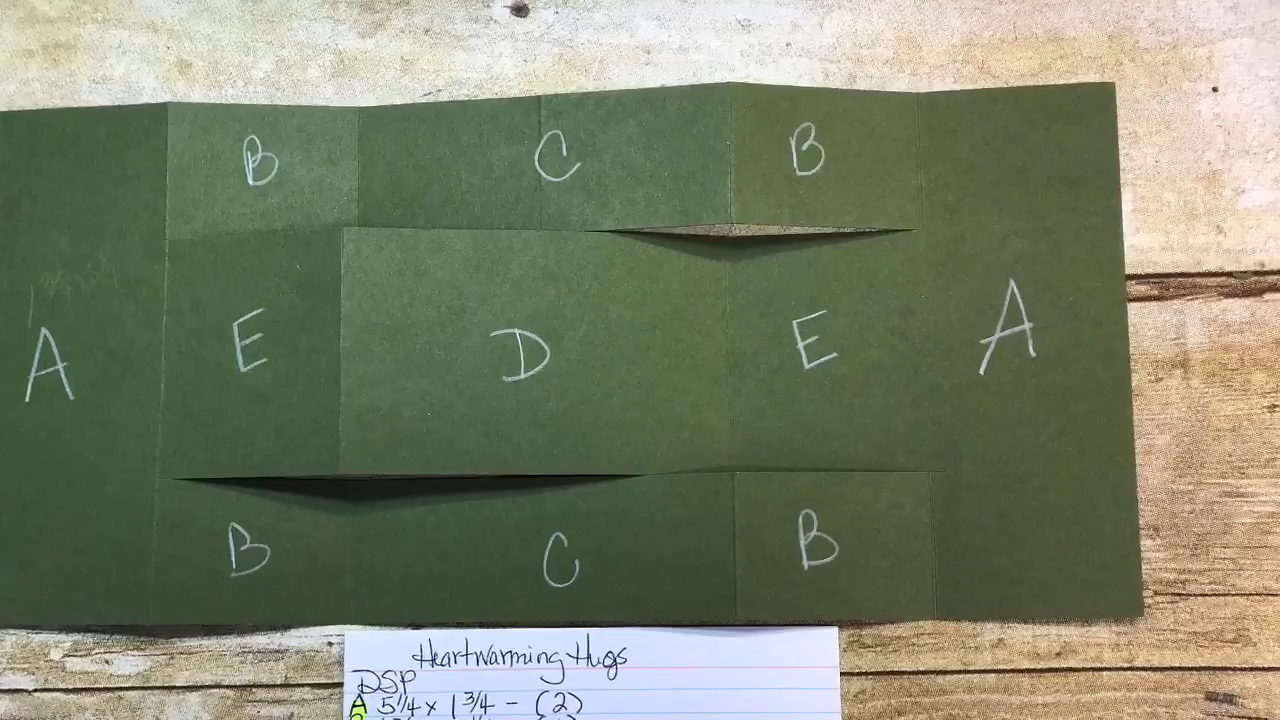 B C B
A E D E A
B C B
Heartwarming Hugs
DSP
A 5 1/4 x 1 3/4 - (2)